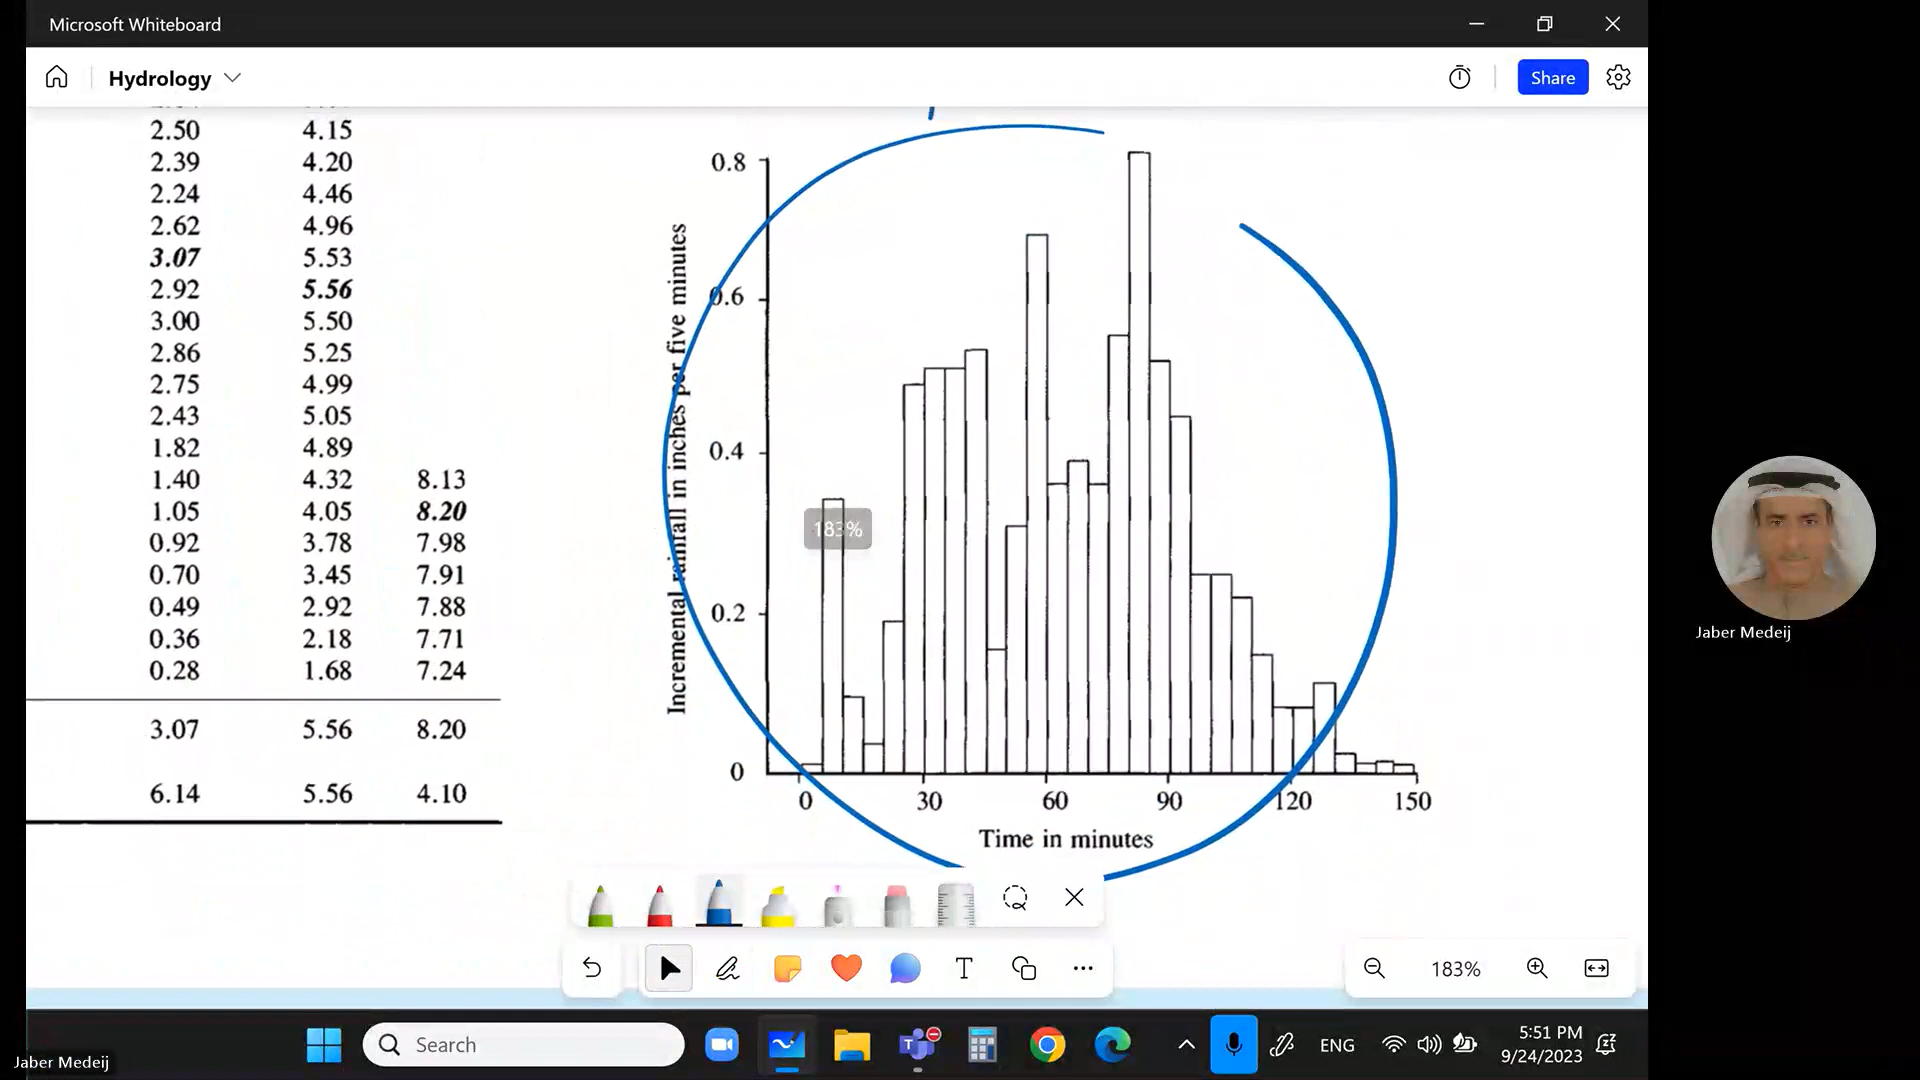 Microsoft Whiteboard
Hydrology
Share
2.50 4.15
2.39 4.20
2.24 4.46
2.62 4.96
3.07 5.53
2.92 5.56
3.00 5.50
2.86 5.25
2.75 4.99
2.43 5.05
1.82 4.89
1.40 4.32 8.13
1.05 4.05 8.20
0.92 3.78 7.98
0.70 3.45 7.91
0.49 2.92 7.88
0.36 2.18 7.71
0.28 1.68 7.24
3.07 5.56 8.20
6.14 5.56 4.10
Incremental rainfall in inches per five minutes
0.8
0.6
0.4
0.2
0
0 30 60 90 120 150
Time in minutes
183%
183%
Jaber Medeij
Search
ENG
5:51 PM
9/24/2023
Jaber Medeij